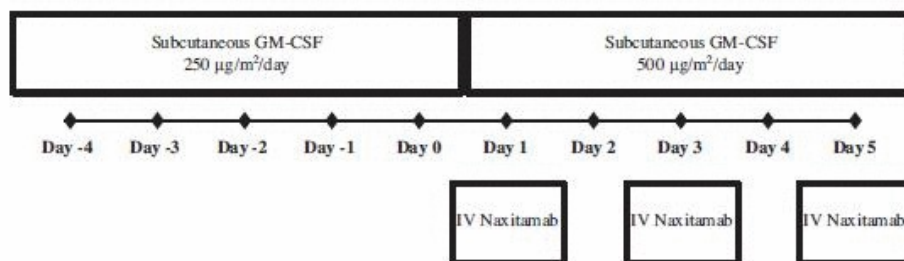 Subcutaneous GM-CSF
250 µg/m²/day
Subcutaneous GM-CSF
500 µg/m²/day
Day -4 Day -3 Day -2 Day -1 Day 0 Day 1 Day 2 Day 3 Day 4 Day 5
IV Naxitamab IV Naxitamab IV Naxitamab